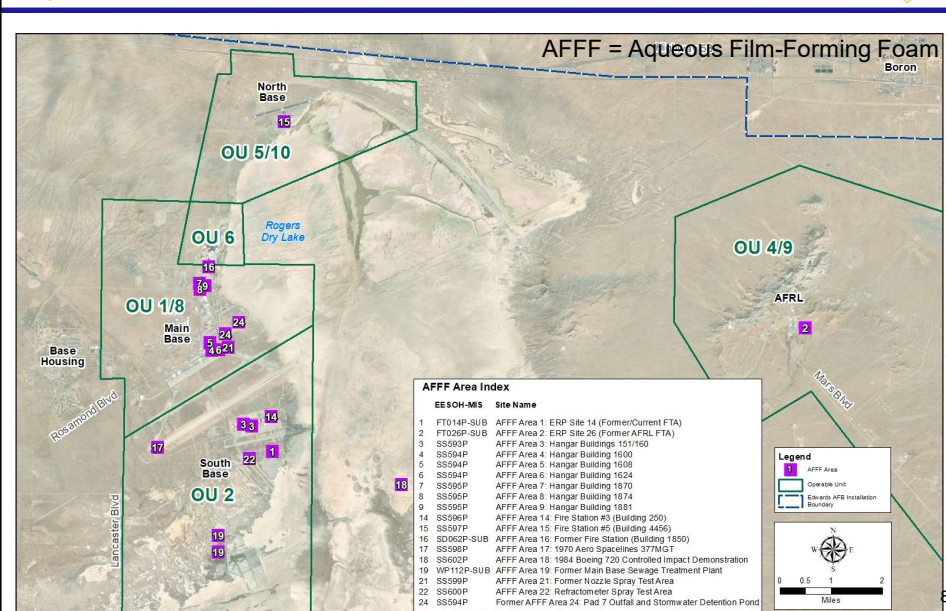 AFFF = Aqueous Film-Forming Foam
Boron
North
Base
15
OU 5/10
Rogers
Dry Lake
OU 6
OU 4/9
16
7
9
8
OU 1/8
AFRL
24
Main
Base
24
2
5
4
6
21
Base
Housing
Mars Blvd
Rosamond Blvd
14
3
3
17
1
22
South
Base
18
OU 2
Lancaster Blvd
19
19
AFFF Area Index
EESOH-MIS Site Name
1 FT014P-SUB AFFF Area 1: ERP Site 14 (Former/Current FTA)
2 FT026P-SUB AFFF Area 2: ERP Site 26 (Former AFRL FTA)
3 SS593P AFFF Area 3: Hangar Buildings 151/160
4 SS594P AFFF Area 4: Hangar Building 1600
5 SS594P AFFF Area 5: Hangar Building 1608
6 SS594P AFFF Area 6: Hangar Building 1624
7 SS595P AFFF Area 7: Hangar Building 1870
8 SS595P AFFF Area 8: Hangar Building 1874
9 SS595P AFFF Area 9: Hangar Building 1881
14 SS596P AFFF Area 14: Fire Station #3 (Building 250)
15 SS597P AFFF Area 15: Fire Station #5 (Building 4456)
16 SD062P-SUB AFFF Area 16: Former Fire Station (Building 1850)
17 SS598P AFFF Area 17: 1970 Aero Spacelines 377MGT
18 SS602P AFFF Area 18: 1984 Boeing 720 Controlled Impact Demonstration
19 WP112P-SUB AFFF Area 19: Former Main Base Sewage Treatment Plant
21 SS599P AFFF Area 21: Former Nozzle Spray Test Area
22 SS600P AFFF Area 22: Refractometer Spray Test Area
24 SS594P Former AFFF Area 24: Pad 7 Outfall and Stormwater Detention Pond
Legend
1 AFFF Area
Operable Unit
Edwards AFB Installation
Boundary
N
W E
S
0 0.5 1 2
Miles